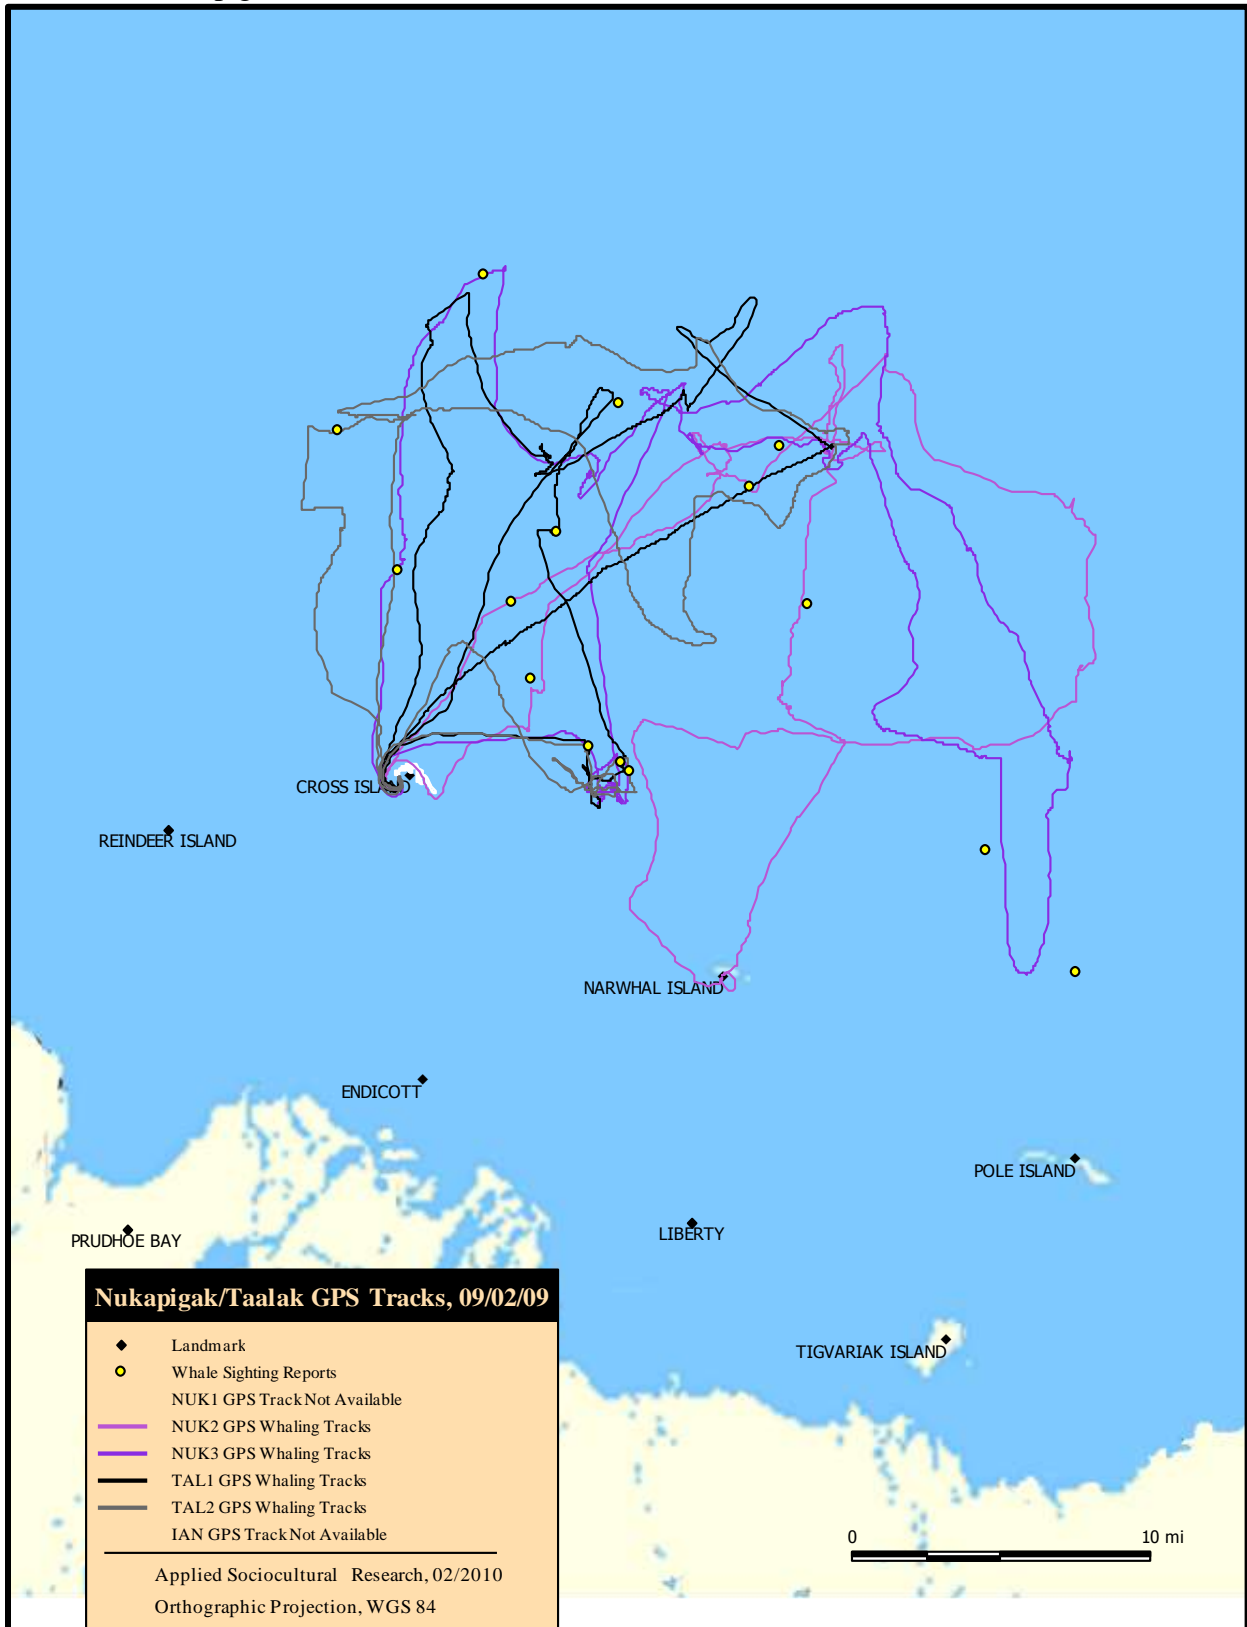 CROSS ISLAND
REINDEER ISLAND
NARWHAL ISLAND
ENDICOTT
POLE ISLAND
LIBERTY
PRUDHOE BAY
TIGVARIAK ISLAND
Nukapigak/Taalak GPS Tracks, 09/02/09
Landmark
Whale Sighting Reports
NUK1 GPS Track Not Available
NUK2 GPS Whaling Tracks
NUK3 GPS Whaling Tracks
TAL1 GPS Whaling Tracks
TAL2 GPS Whaling Tracks
IAN GPS Track Not Available
0 10 mi
Applied Sociocultural Research, 02/2010
Orthographic Projection, WGS 84